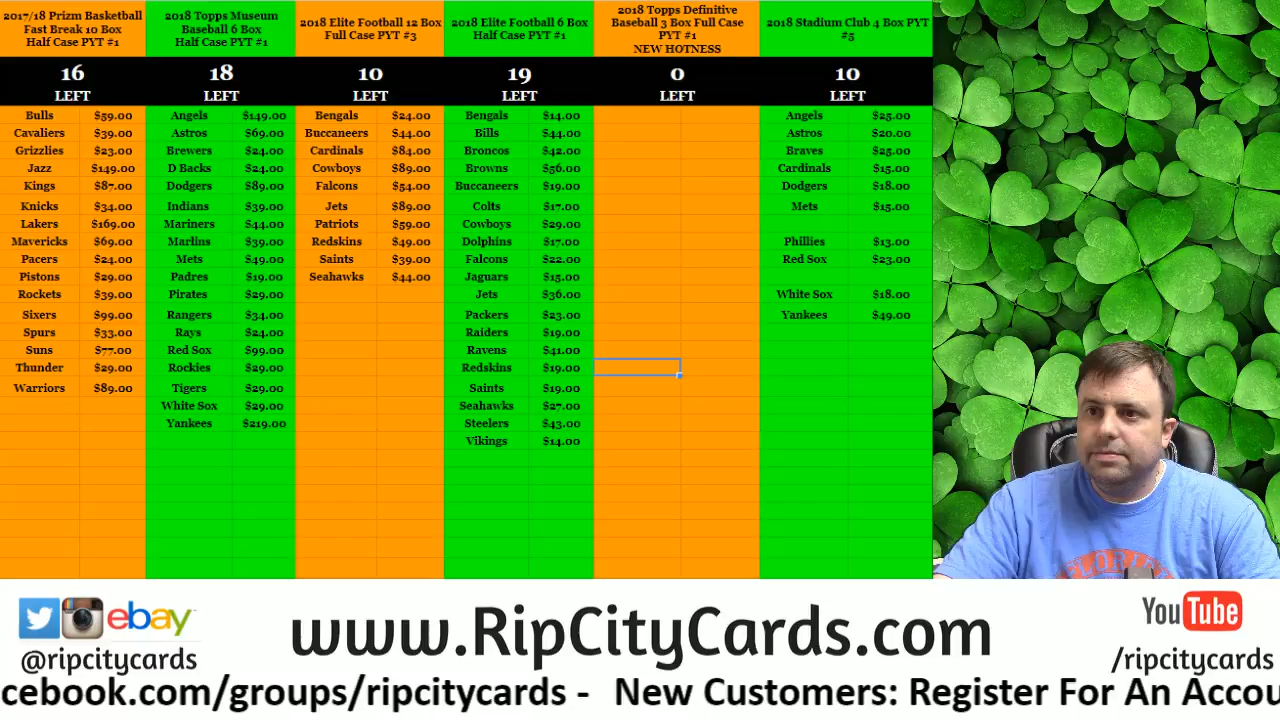 2017/18 Prizm Basketball
Fast Break 10 Box
Half Case PYT #1
16
LEFT
Bulls $59.00
Cavaliers $39.00
Grizzlies $23.00
Jazz $149.00
Kings $87.00
Knicks $34.00
Lakers $169.00
Mavericks $69.00
Pacers $24.00
Pistons $29.00
Rockets $39.00
Sixers $99.00
Spurs $33.00
Suns $77.00
Thunder $29.00
Warriors $89.00
2018 Topps Museum
Baseball 6 Box
Half Case PYT #1
18
LEFT
Angels $149.00
Astros $69.00
Brewers $24.00
D Backs $24.00
Dodgers $89.00
Indians $39.00
Mariners $44.00
Marlins $39.00
Mets $49.00
Padres $19.00
Pirates $29.00
Rangers $34.00
Rays $24.00
Red Sox $99.00
Rockies $29.00
Tigers $29.00
White Sox $29.00
Yankees $219.00
2018 Elite Football 12 Box
Full Case PYT #3
10
LEFT
Bengals $24.00
Buccaneers $44.00
Cardinals $84.00
Cowboys $89.00
Falcons $54.00
Jets $89.00
Patriots $59.00
Redskins $49.00
Saints $39.00
Seahawks $44.00
2018 Elite Football 6 Box
Half Case PYT #1
19
LEFT
Bengals $14.00
Bills $44.00
Broncos $42.00
Browns $56.00
Buccaneers $19.00
Colts $17.00
Cowboys $29.00
Dolphins $17.00
Falcons $22.00
Jaguars $15.00
Jets $36.00
Packers $23.00
Raiders $19.00
Ravens $41.00
Redskins $19.00
Saints $19.00
Seahawks $27.00
Steelers $43.00
Vikings $14.00
2018 Topps Definitive
Baseball 3 Box Full Case
PYT #1
NEW HOTNESS
0
LEFT
2018 Stadium Club 4 Box PYT
#5
10
LEFT
Angels $25.00
Astros $20.00
Braves $25.00
Cardinals $15.00
Dodgers $18.00
Mets $15.00
Phillies $13.00
Red Sox $23.00
White Sox $18.00
Yankees $49.00
ebay
@ripcitycards
www.RipCityCards.com
YouTube
/ripcitycards
cebook.com/groups/ripcitycards - New Customers: Register For An Accou